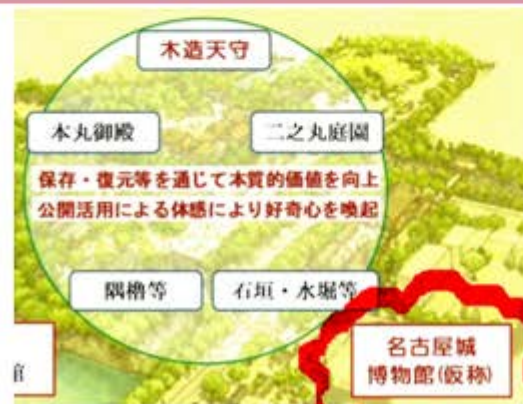 木造天守
本丸御殿
二之丸庭園
保存・復元等を通じて本質的価値を向上
公開活用による体感により好奇心を喚起
隅櫓等
石垣・水堀等
館
名古屋城
博物館(仮称)